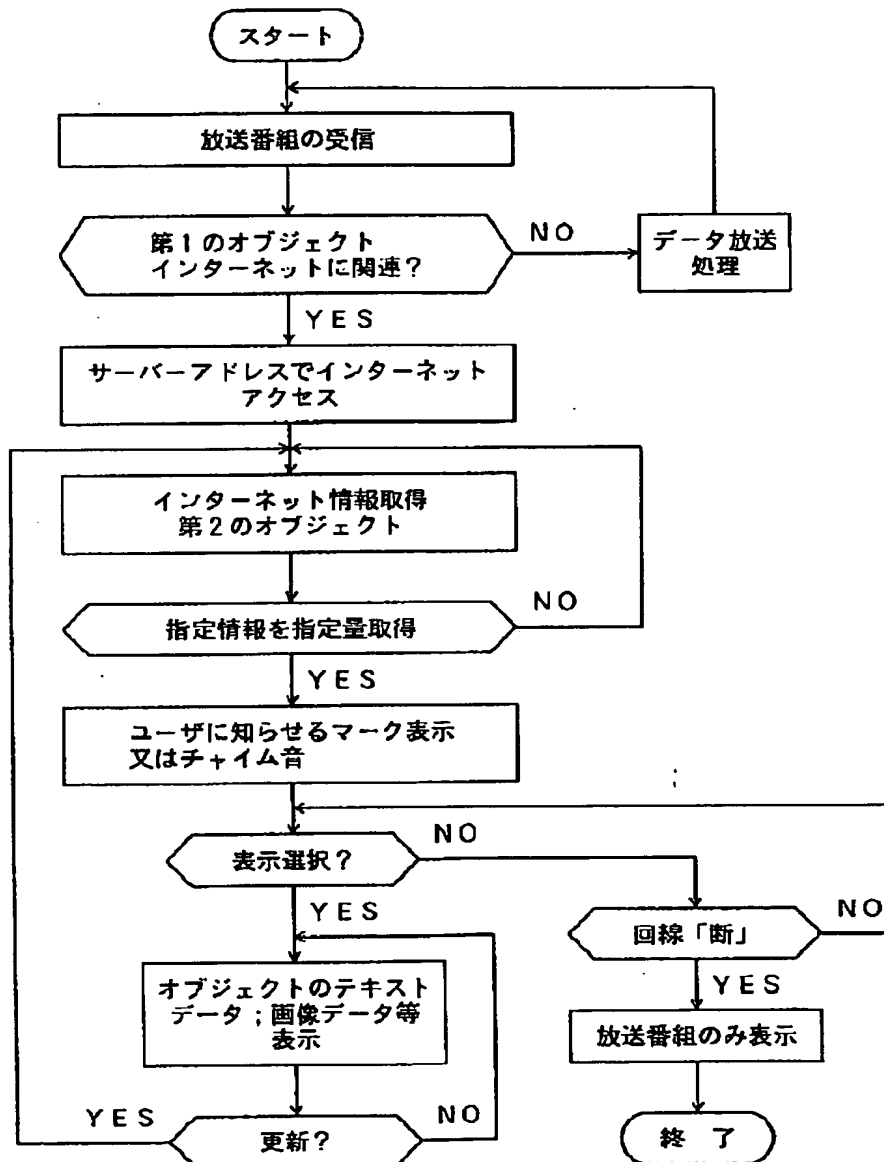 スタート
放送番組の受信
第1のオブジェクト
インターネットに関連?
NO
データ放送
処理
YES
サーバーアドレスでインターネット
アクセス
インターネット情報取得
第2のオブジェクト
指定情報を指定量取得
NO
YES
ユーザに知らせるマーク表示
又はチャイム音
表示選択?
NO
YES
回線「断」
NO
YES
オブジェクトのテキスト
データ;画像データ等
表示
放送番組のみ表示
更新?
YES
NO
終 了